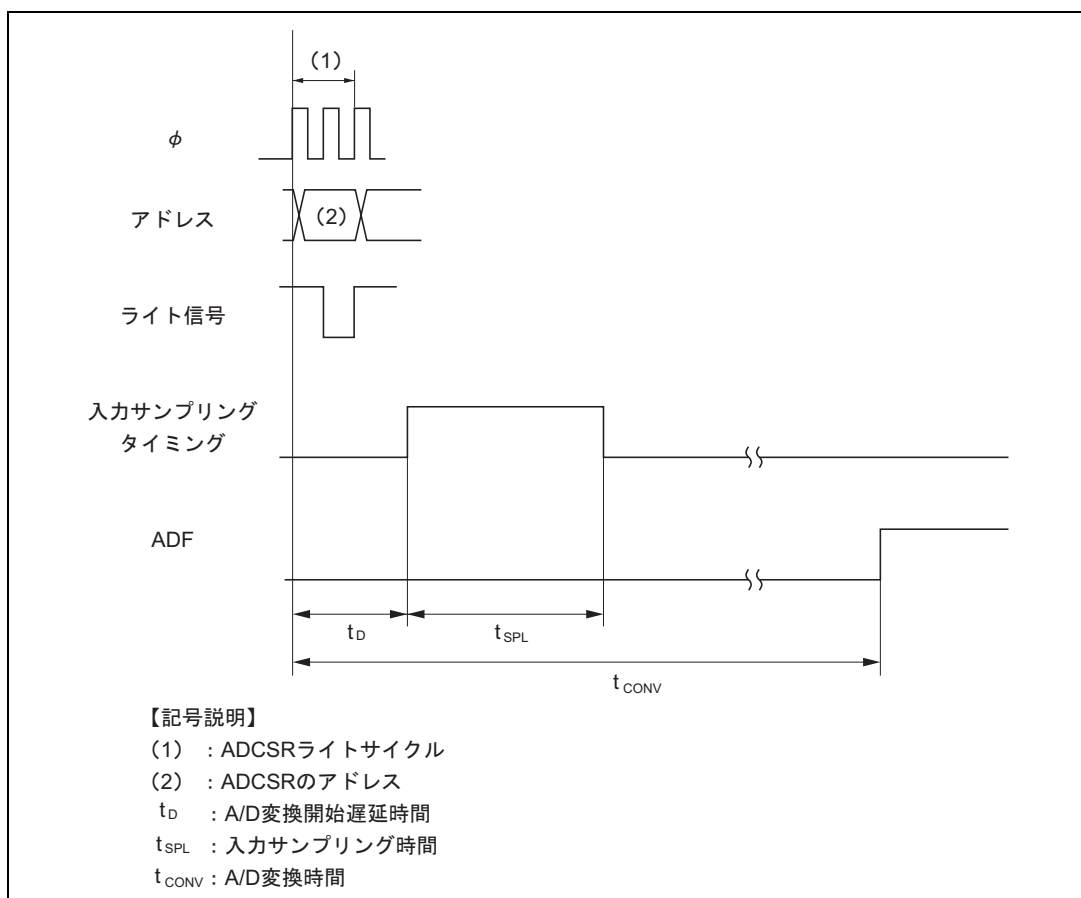 (1)
φ
アドレス
(2)
ライト信号
入力サンプリング
タイミング
ADF
tD
tSPL
tCONV
【記号説明】
(1) :ADCSRライトサイクル
(2) :ADCSRのアドレス
tD :A/D変換開始遅延時間
tSPL :入力サンプリング時間
tCONV:A/D変換時間